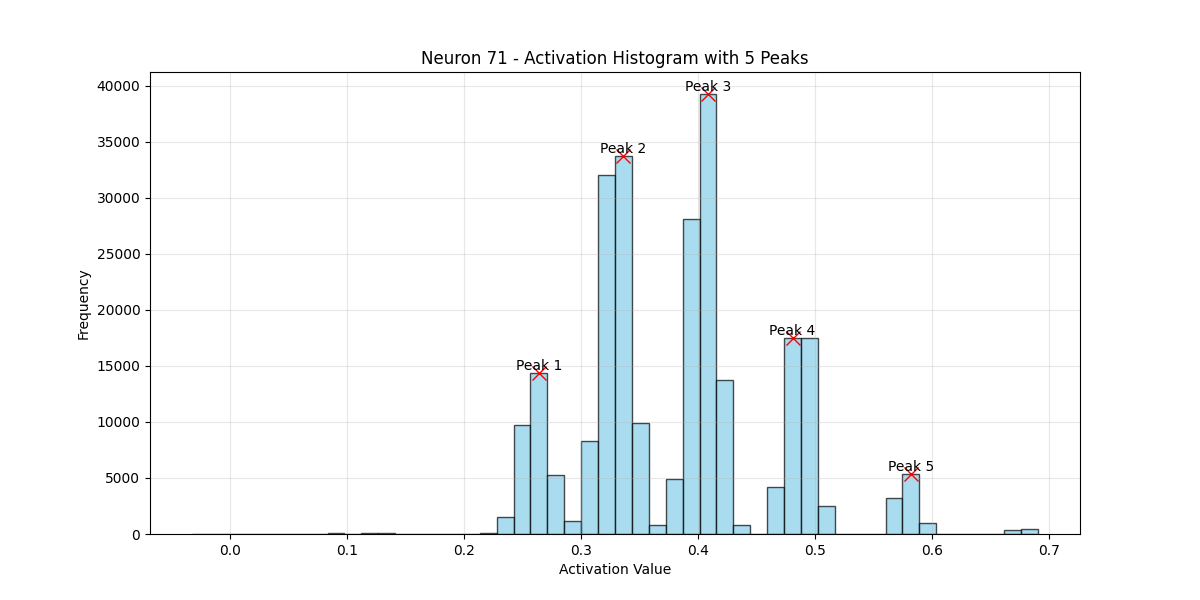 Neuron 71 - Activation Histogram with 5 Peaks
Frequency
40000
35000
30000
25000
20000
15000
10000
5000
0
Peak 1
Peak 2
Peak 3
Peak 4
Peak 5
0.0 0.1 0.2 0.3 0.4 0.5 0.6 0.7
Activation Value